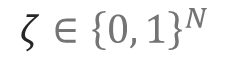 ζ ∈ {0, 1}^N